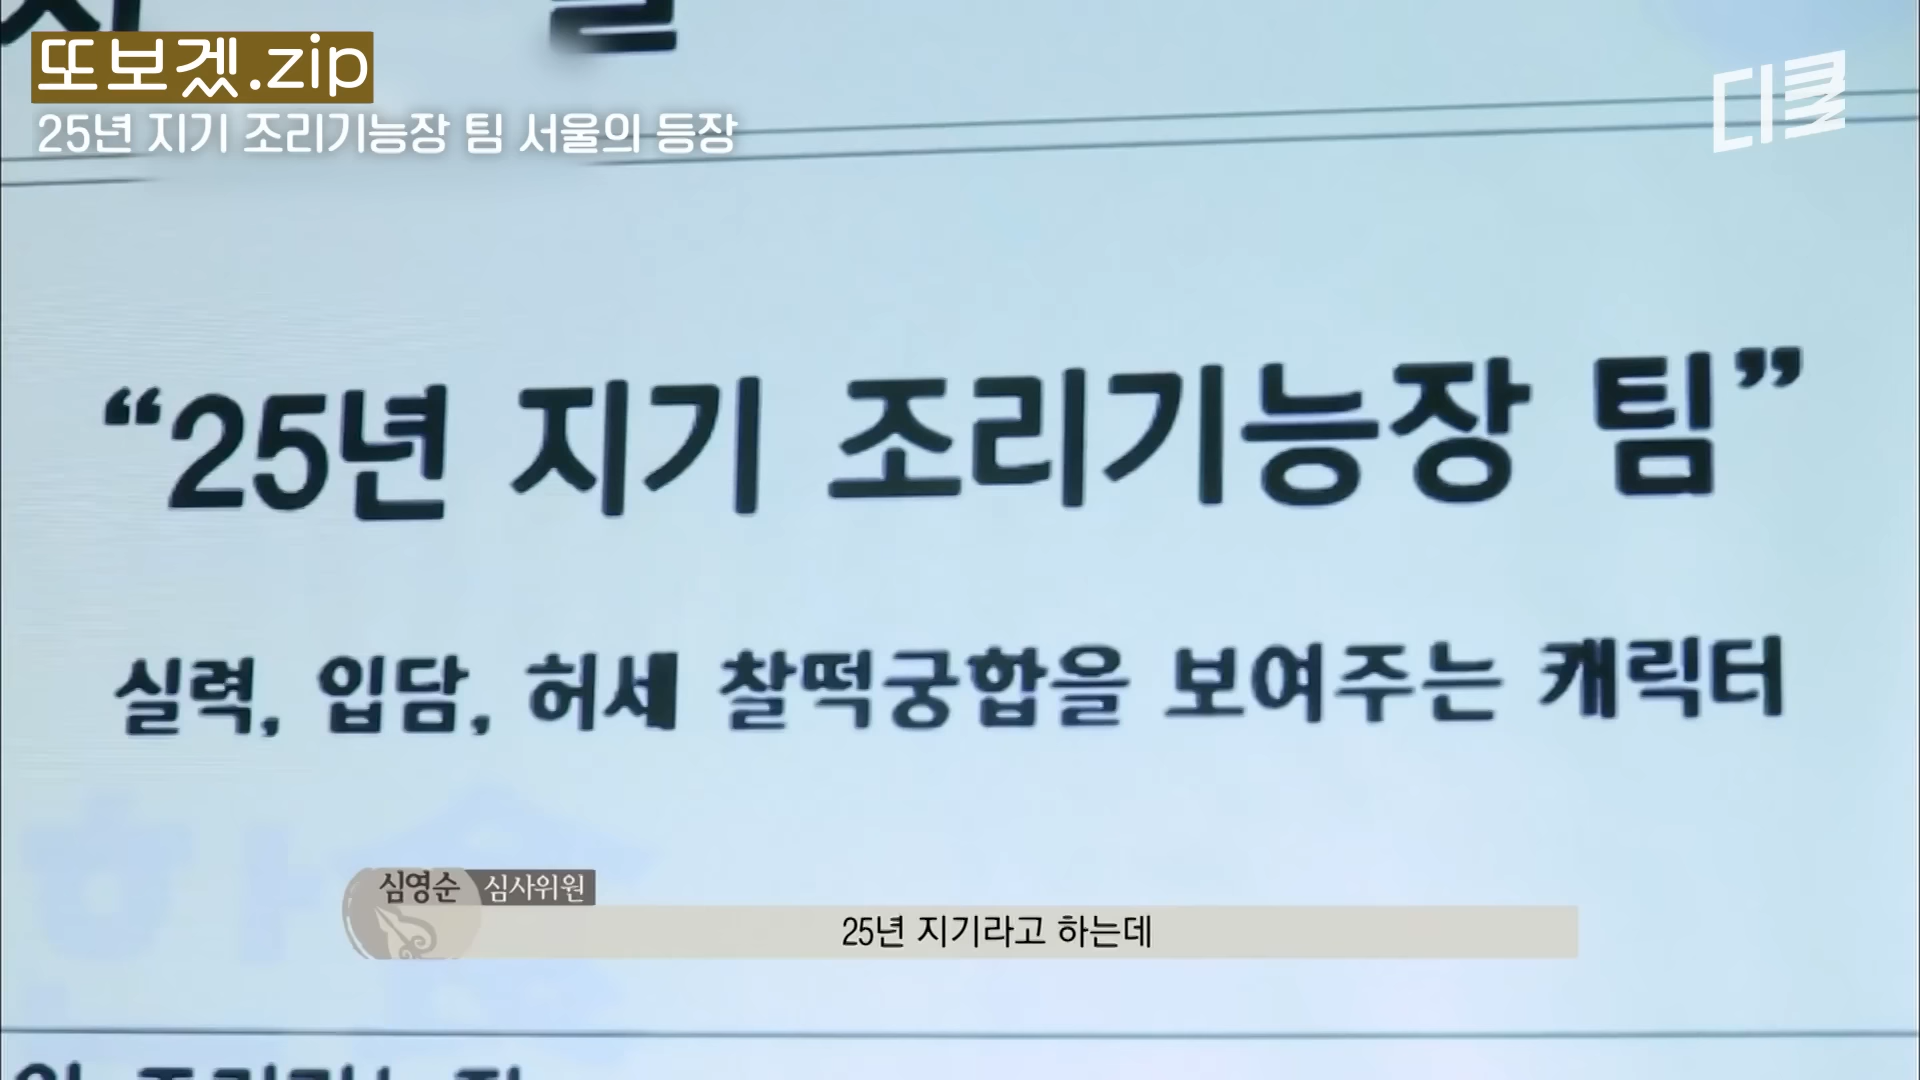 또보겠.zip
25년 지기 조리기능장 팀 서울의 등장
디클
“25년 지기 조리기능장 팀”
실력, 입담, 허세 찰떡궁합을 보여주는 캐릭터
심영순 심사위원
25년 지기라고 하는데